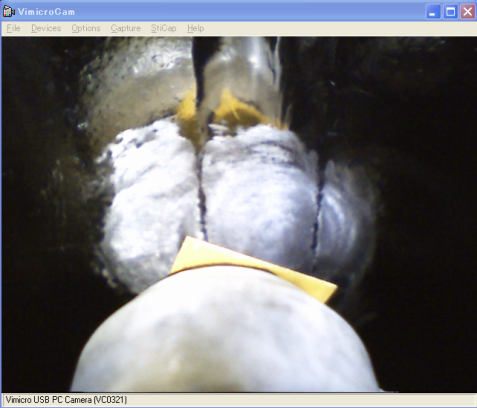 VimicroCam
File Devices Options Capture StiCap Help
Vimicro USB PC Camera (VC0321)